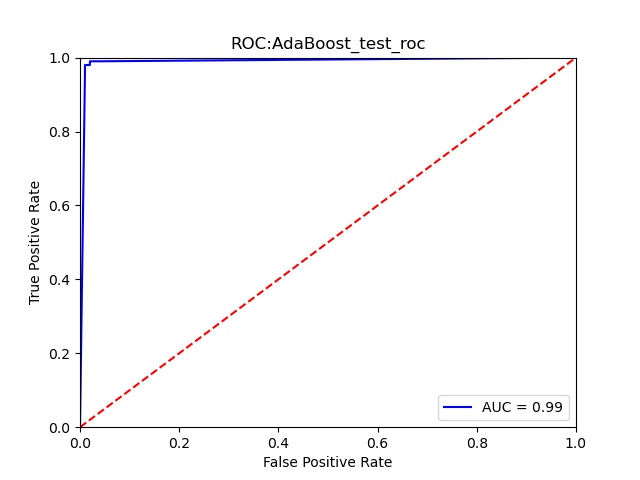 ROC:AdaBoost_test_roc
1.0
0.8
0.6
0.4
0.2
0.0
True Positive Rate
AUC = 0.99
0.0 0.2 0.4 0.6 0.8 1.0
False Positive Rate